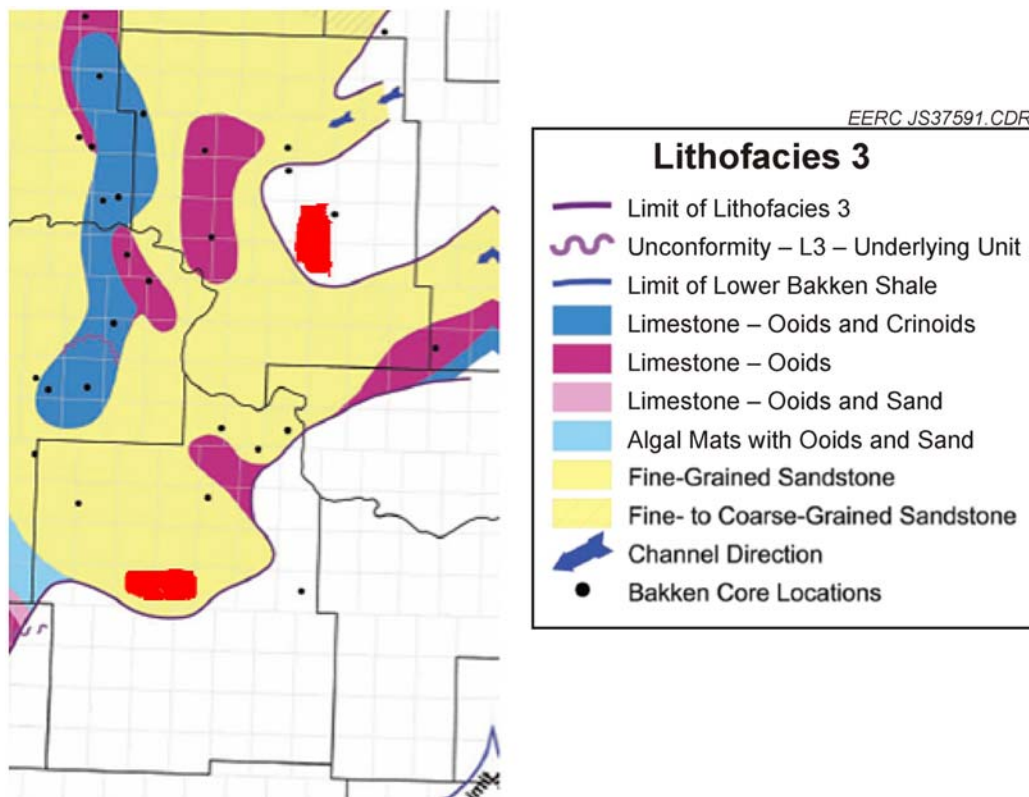 EERC JS37591.CDR
Lithofacies 3
Limit of Lithofacies 3
Unconformity – L3 – Underlying Unit
Limit of Lower Bakken Shale
Limestone – Ooids and Crinoids
Limestone – Ooids
Limestone – Ooids and Sand
Algal Mats with Ooids and Sand
Fine-Grained Sandstone
Fine- to Coarse-Grained Sandstone
Channel Direction
Bakken Core Locations